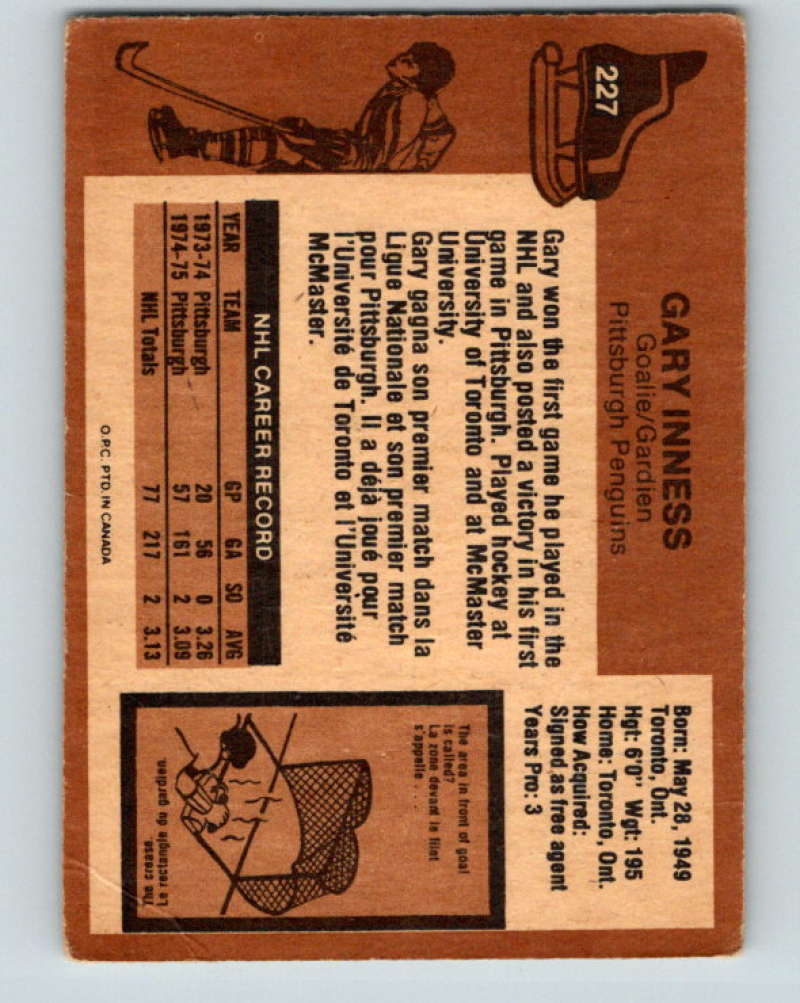 227
GARY INNESS
Goalie/Gardien
Pittsburgh Penguins
Born: May 28, 1949
Toronto, Ont.
Hgt: 6'0" Wgt: 195
Home: Toronto, Ont.
How Acquired:
Signed as free agent
Years Pro: 3
Gary won the first game he played in the
NHL and also posted a victory in his first
game in Pittsburgh. Played hockey at
University of Toronto and at McMaster
University.
Gary gagna son premier match dans la
Ligue Nationale et son premier match
pour Pittsburgh. Il a déjà joué pour
l'Université de Toronto et l'Université
McMaster.
NHL CAREER RECORD
YEAR TEAM GP GA SO AVG
1973-74 Pittsburgh 20 56 0 3.26
1974-75 Pittsburgh 57 161 2 3.09
NHL Totals 77 217 2 3.13
The area in front of goal
is called?
La zone devant le filet
s'appelle . . .
Le rectangle du gardien.
The crease.
O.P.C. PTD. IN CANADA